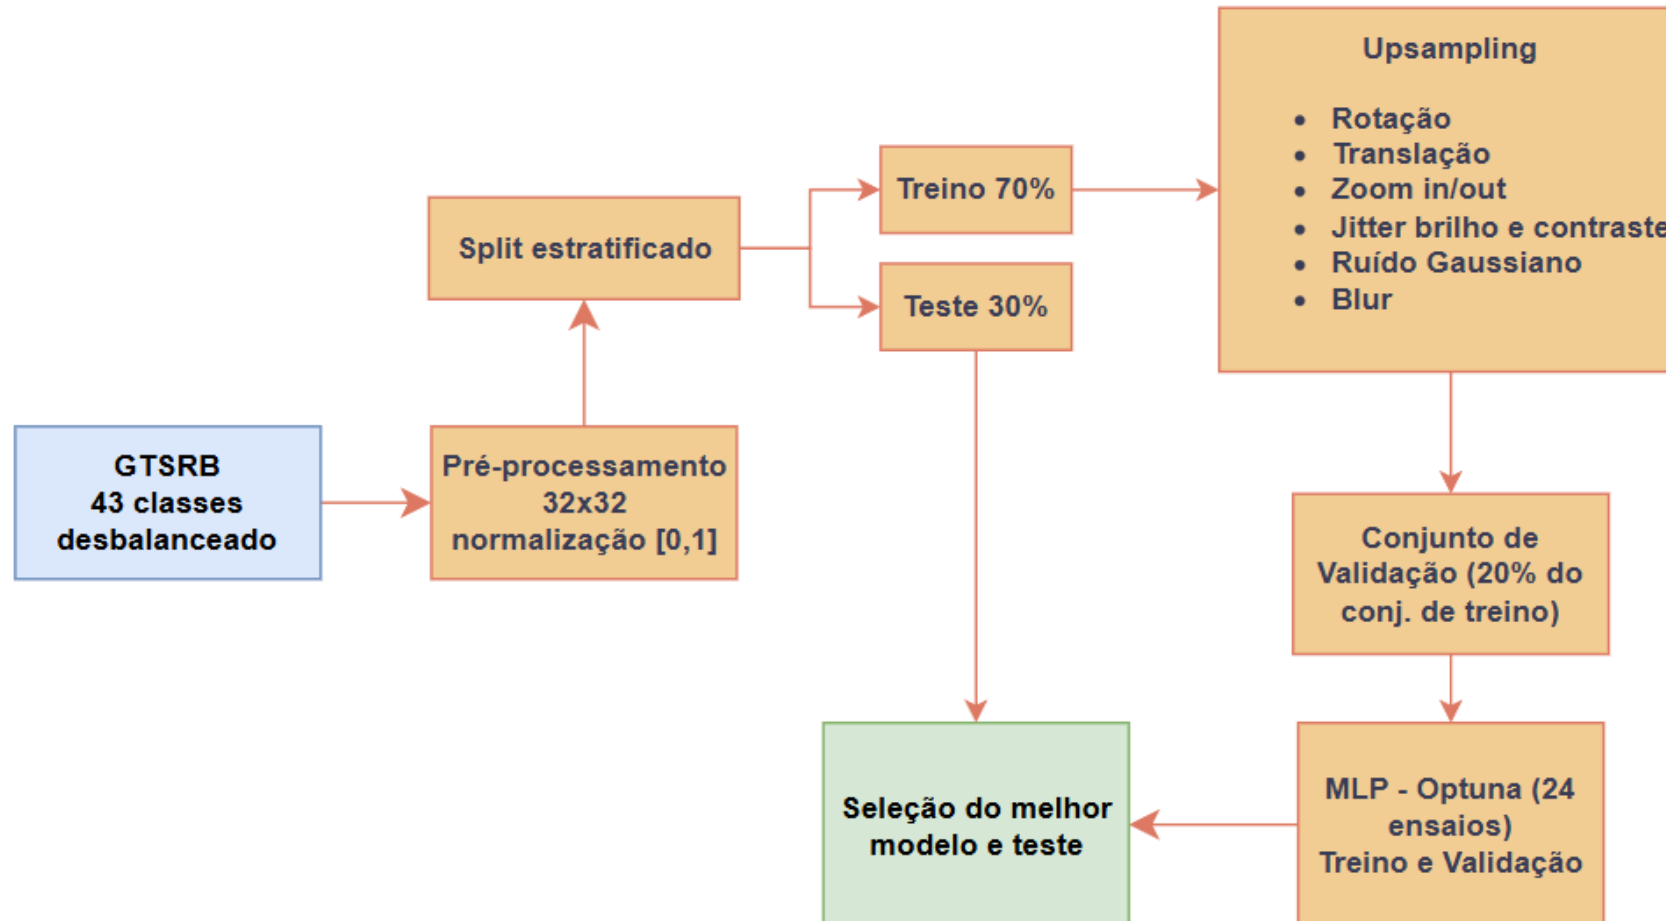 GTSRB
43 classes
desbalanceado
Pré-processamento
32x32
normalização [0,1]
Split estratificado
Treino 70%
Teste 30%
Upsampling
• Rotação
• Translação
• Zoom in/out
• Jitter brilho e contraste
• Ruído Gaussiano
• Blur
Conjunto de
Validação (20% do
conj. de treino)
MLP - Optuna (24
ensaios)
Treino e Validação
Seleção do melhor
modelo e teste